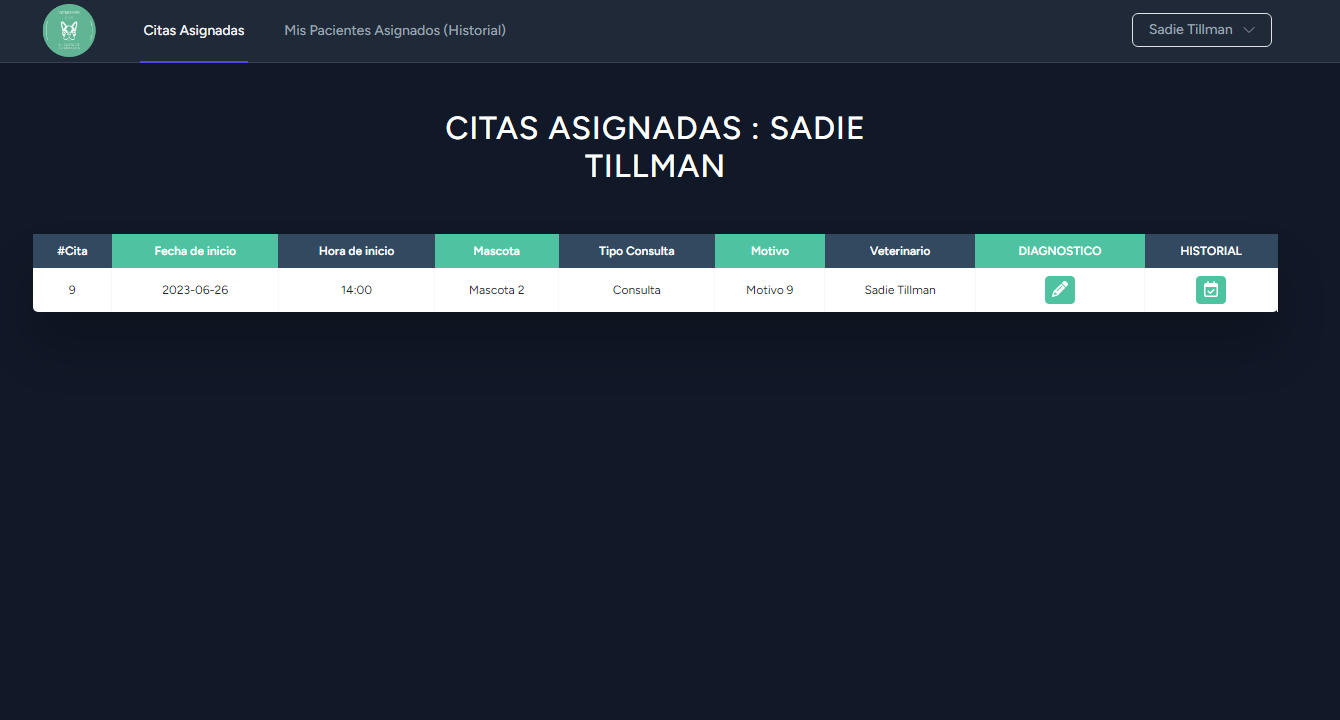 Citas Asignadas
Mis Pacientes Asignados (Historial)
Sadie Tillman
CITAS ASIGNADAS : SADIE
TILLMAN
#Cita Fecha de inicio Hora de inicio Mascota Tipo Consulta Motivo Veterinario DIAGNOSTICO HISTORIAL
9 2023-06-26 14:00 Mascota 2 Consulta Motivo 9 Sadie Tillman